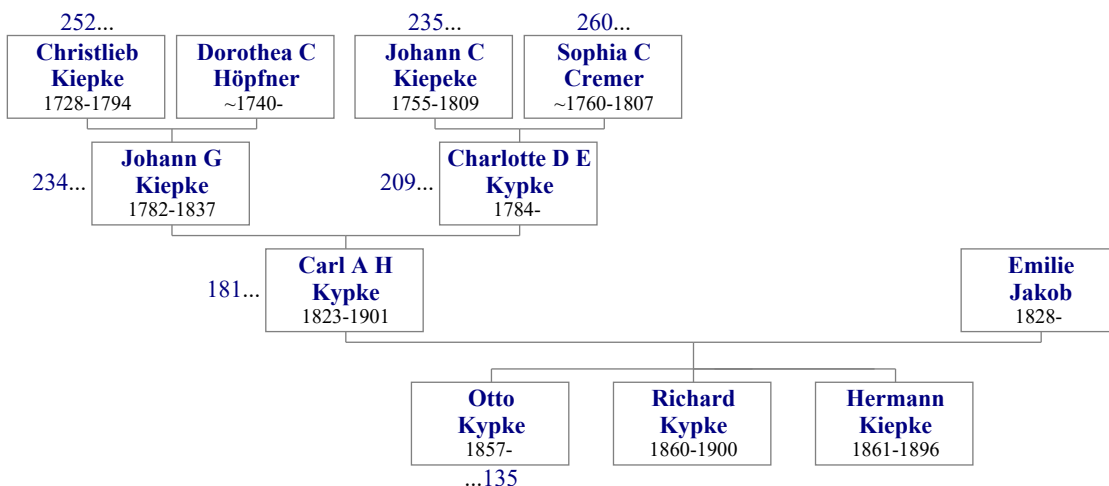 252...
235...
260...
Christlieb
Kiepke
1728-1794
Dorothea C
Höpfner
~1740-
Johann C
Kiepeke
1755-1809
Sophia C
Cremer
~1760-1807
234...
Johann G
Kiepke
1782-1837
209...
Charlotte D E
Kypke
1784-
181...
Carl A H
Kypke
1823-1901
Emilie
Jakob
1828-
Otto
Kypke
1857-
Richard
Kypke
1860-1900
Hermann
Kiepke
1861-1896
...135